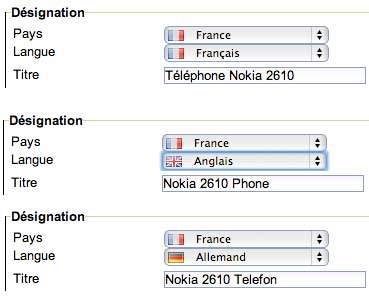 Désignation
Pays France
Langue Français
Titre Téléphone Nokia 2610
Désignation
Pays France
Langue Anglais
Titre Nokia 2610 Phone
Désignation
Pays France
Langue Allemand
Titre Nokia 2610 Telefon